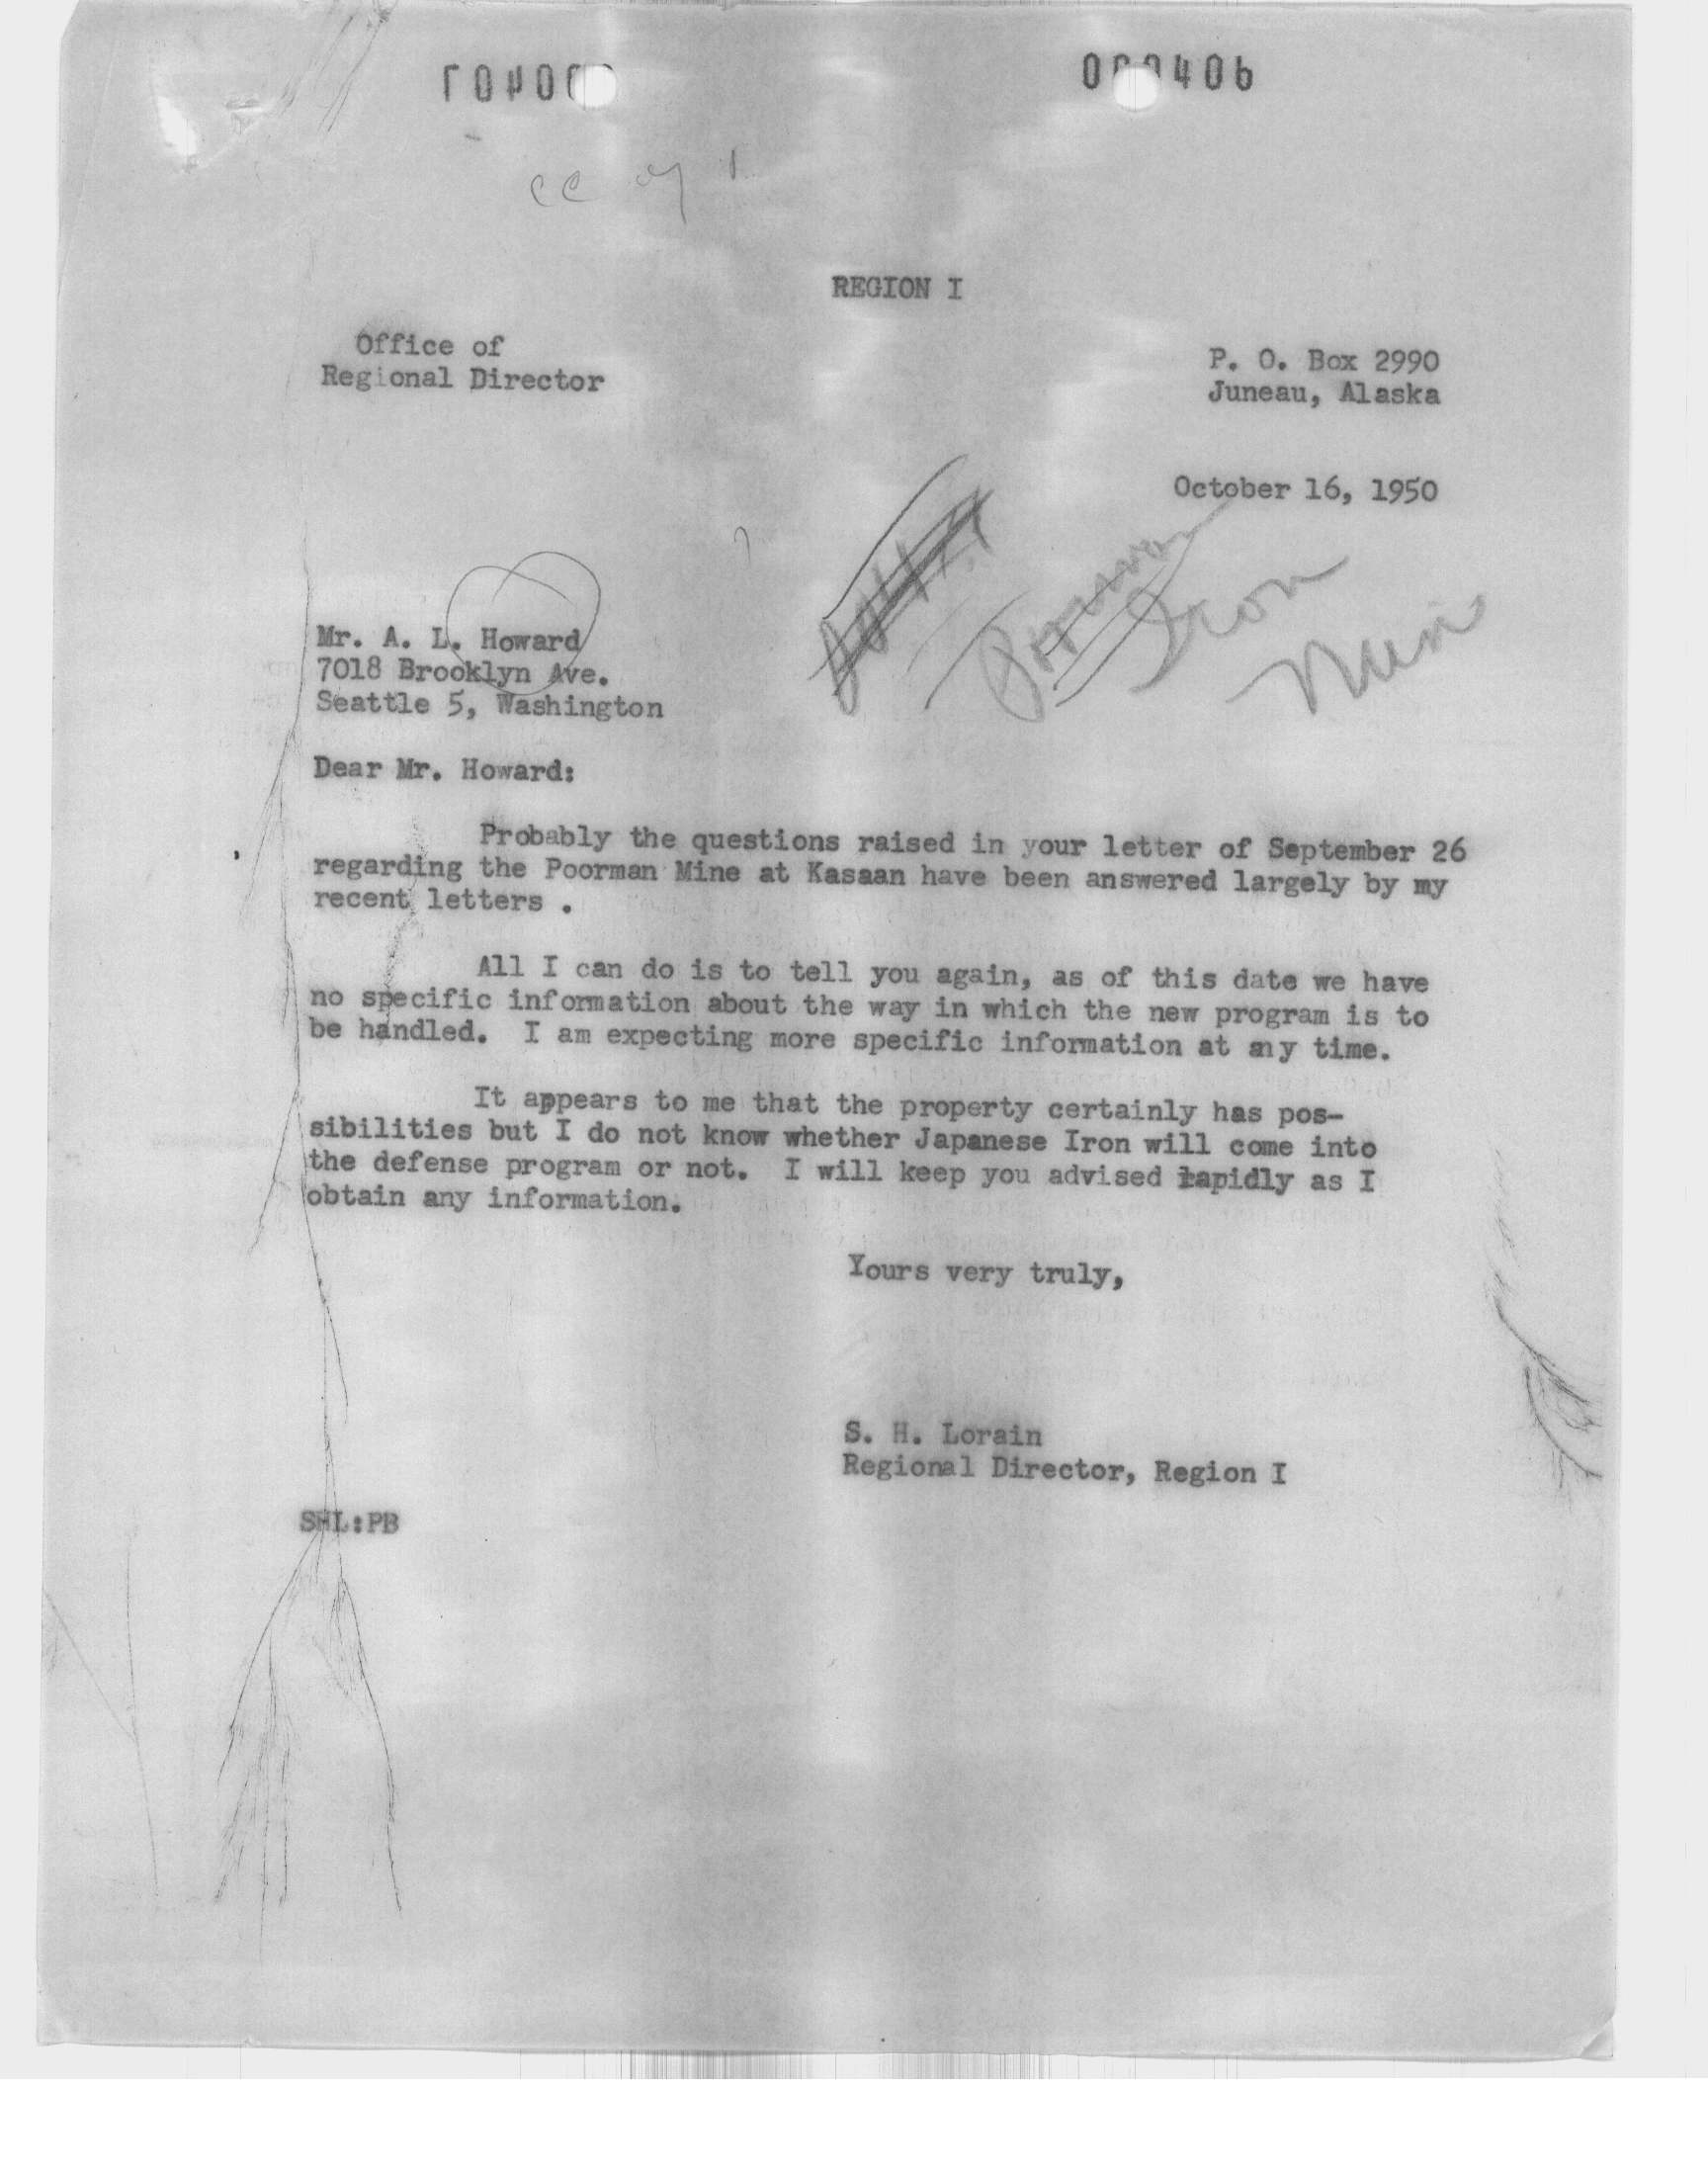 000406
REGION I
Office of
Regional Director
P. O. Box 2990
Juneau, Alaska
October 16, 1950
Iron
Mr. A. L. Howard
7018 Brooklyn Ave.
Seattle 5, Washington
Dear Mr. Howard:
Probably the questions raised in your letter of September 26
regarding the Poorman Mine at Kasaan have been answered largely by my
recent letters .
All I can do is to tell you again, as of this date we have
no specific information about the way in which the new program is to
be handled. I am expecting more specific information at any time.
It appears to me that the property certainly has pos-
sibilities but I do not know whether Japanese Iron will come into
the defense program or not. I will keep you advised rapidly as I
obtain any information.
Yours very truly,
S. H. Lorain
Regional Director, Region I
SHL:PB